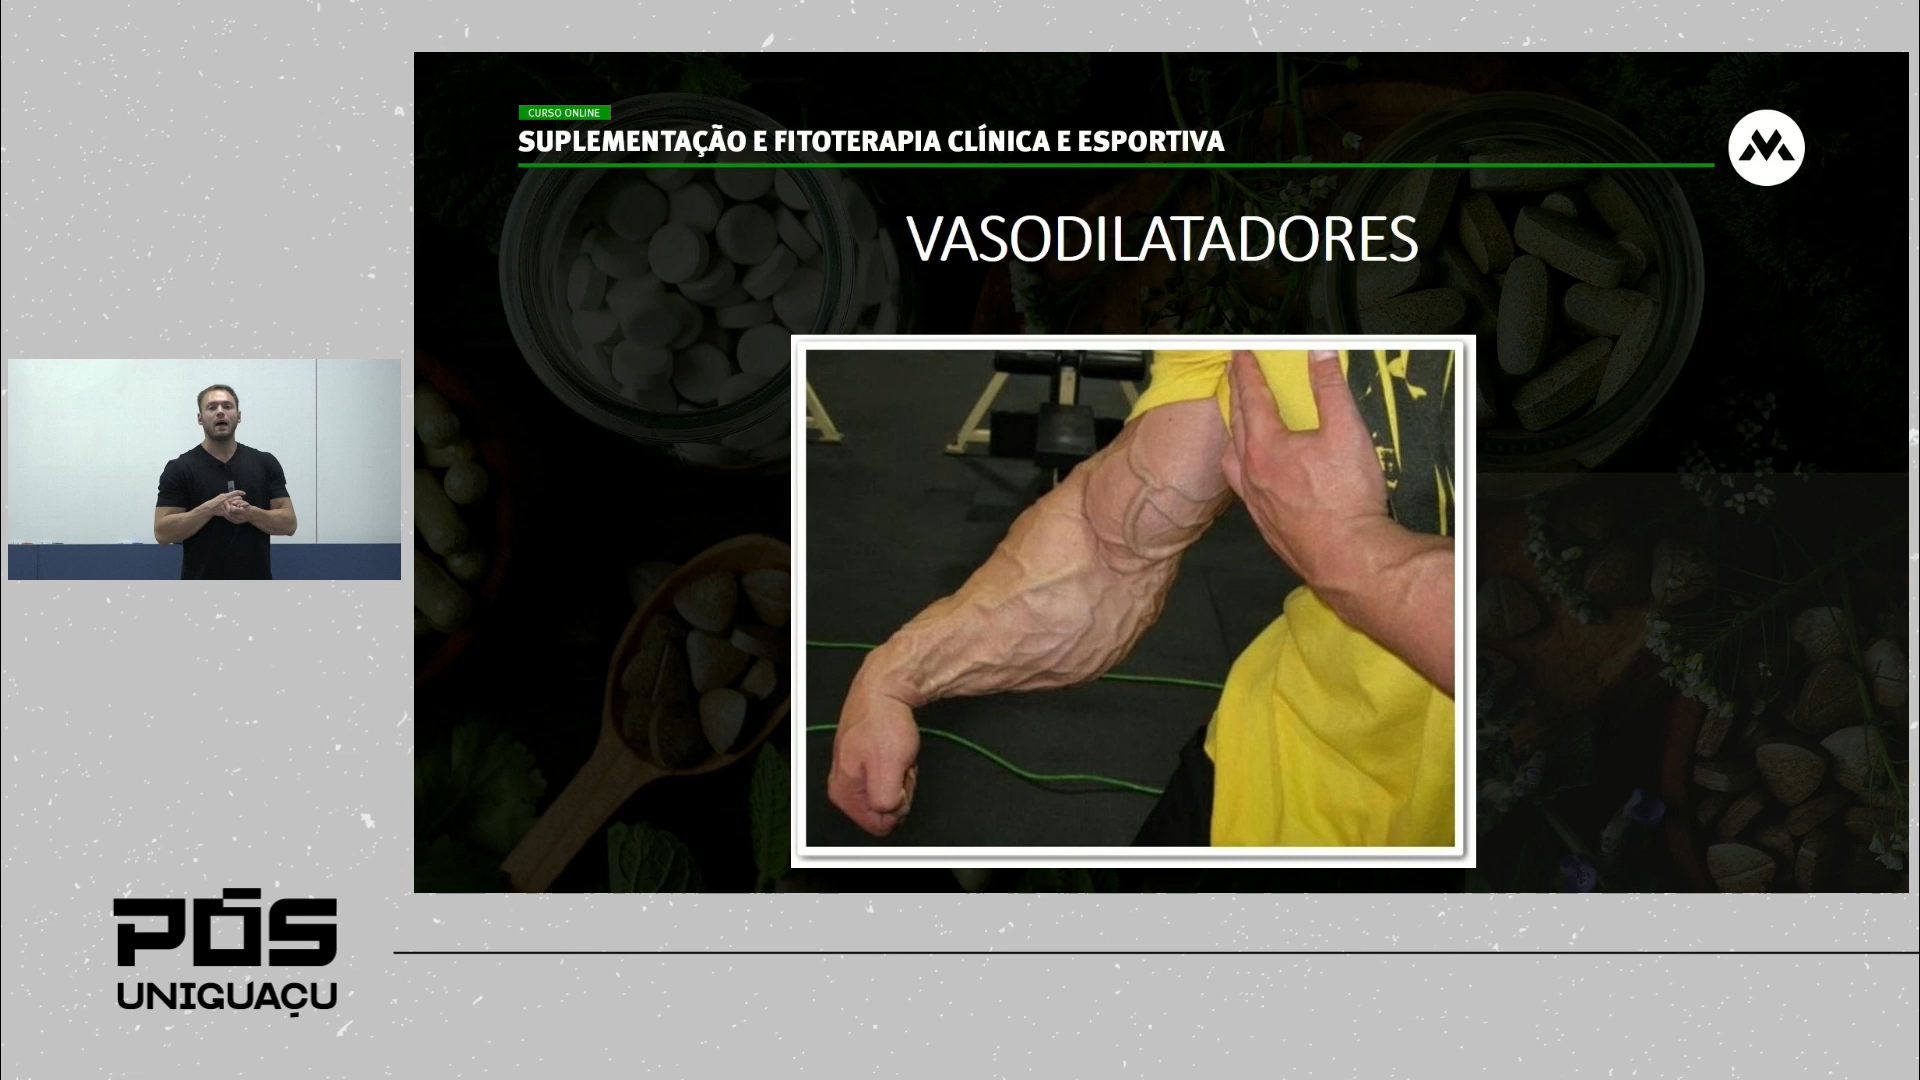 CURSO ONLINE
SUPLEMENTAÇÃO E FITOTERAPIA CLÍNICA E ESPORTIVA
VASODILATADORES
PÓS
UNIGUAÇU